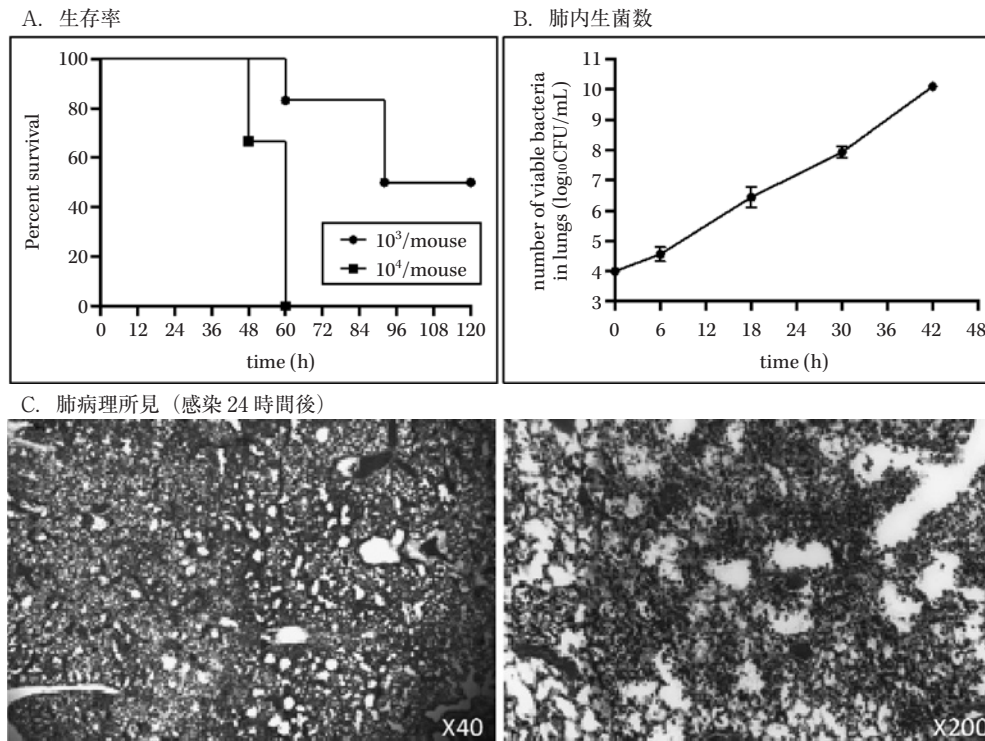 A. 生存率
100
80
60
40
20
0
Percent survival
0 12 24 36 48 60 72 84 96 108 120
time (h)
10³/mouse
10⁴/mouse
B. 肺内生菌数
11
10
9
8
7
6
5
4
3
number of viable bacteria
in lungs (log₁₀CFU/mL)
0 6 12 18 24 30 36 42 48
time (h)
C. 肺病理所見（感染 24 時間後）
X40
X200